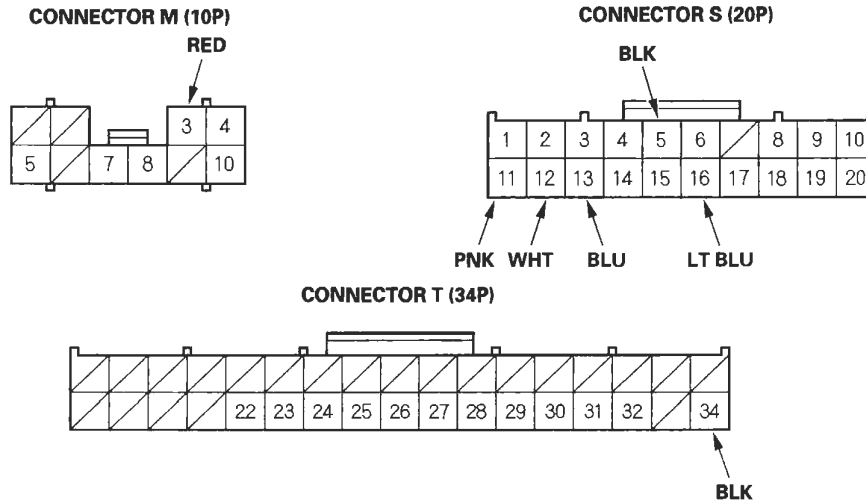 CONNECTOR M (10P)
RED
3 4
5 7 8 10
CONNECTOR S (20P)
BLK
1 2 3 4 5 6 8 9 10
11 12 13 14 15 16 17 18 19 20
PNK WHT BLU LT BLU
CONNECTOR T (34P)
22 23 24 25 26 27 28 29 30 31 32 34
BLK